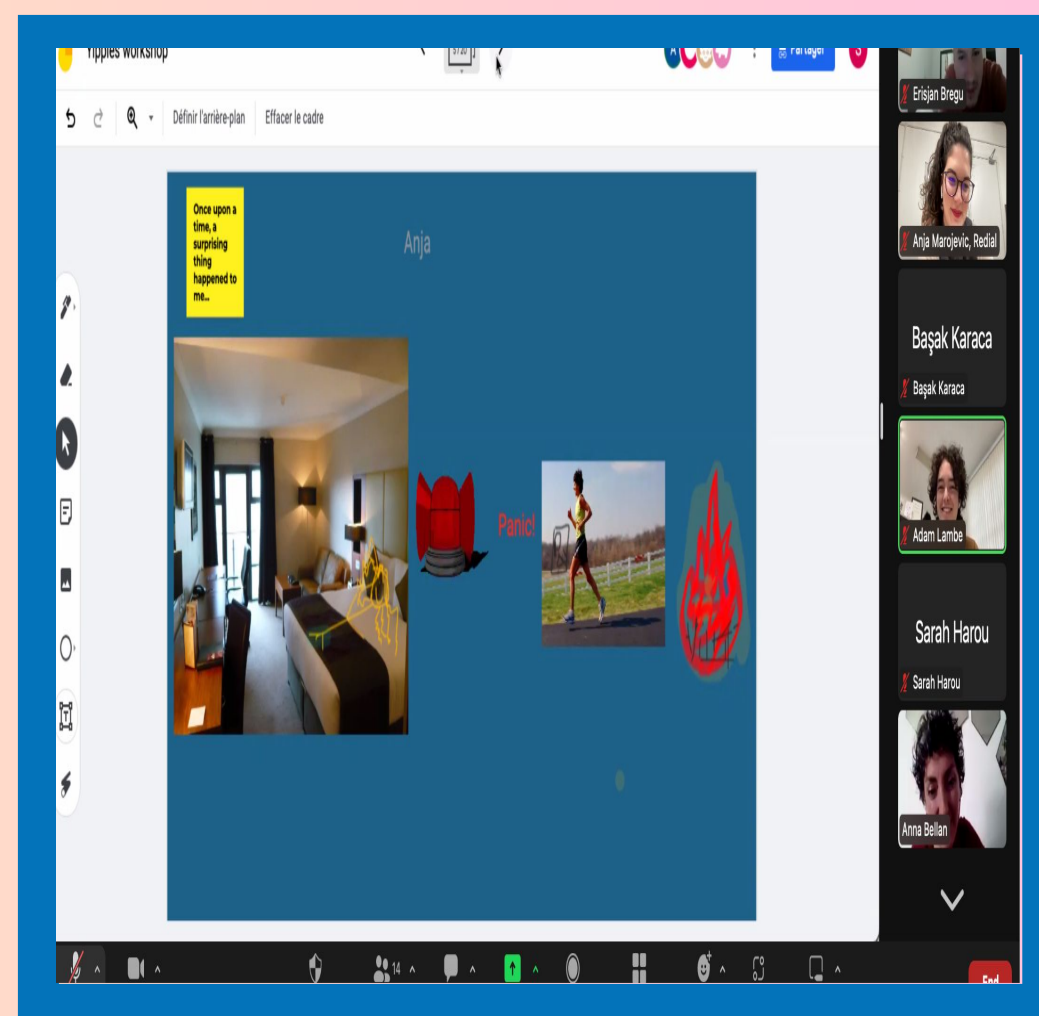 Yippies workshop
Partager
S
Définir l'arrière-plan
Effacer le cadre
Once upon a
time, a
surprising
thing
happened to
me...
Anja
Panic!
Erisjan Bregu
Anja Marojevic, Redial
Başak Karaca
Başak Karaca
Adam Lambe
Sarah Harou
Sarah Harou
Anna Bellan
14
End